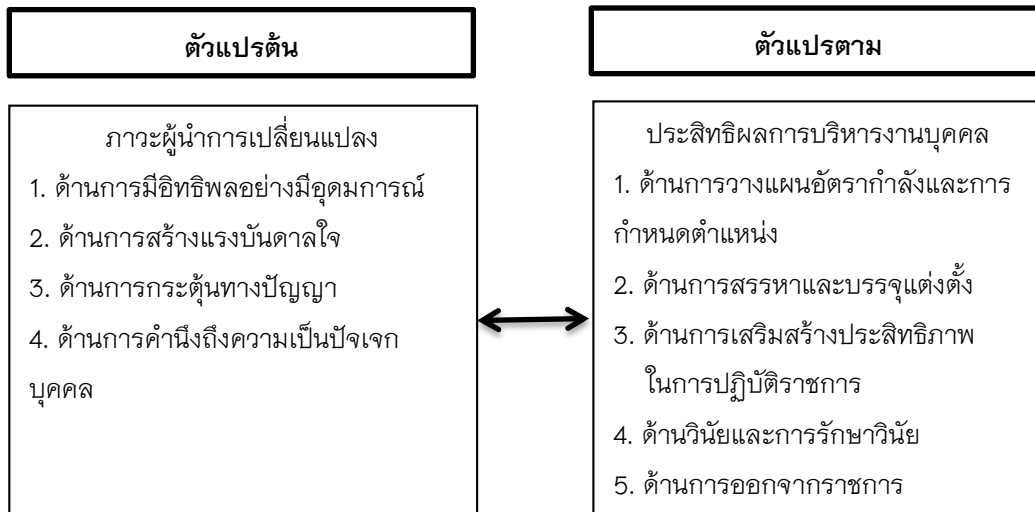 ตัวแปรต้น
ภาวะผู้นำการเปลี่ยนแปลง
1. ด้านการมีอิทธิพลอย่างมีอุดมการณ์
2. ด้านการสร้างแรงบันดาลใจ
3. ด้านการกระตุ้นทางปัญญา
4. ด้านการคำนึงถึงความเป็นปัจเจก
บุคคล
ตัวแปรตาม
ประสิทธิผลการบริหารงานบุคคล
1. ด้านการวางแผนอัตรากำลังและการ
กำหนดตำแหน่ง
2. ด้านการสรรหาและบรรจุแต่งตั้ง
3. ด้านการเสริมสร้างประสิทธิภาพ
ในการปฏิบัติราชการ
4. ด้านวินัยและการรักษาวินัย
5. ด้านการออกจากราชการ